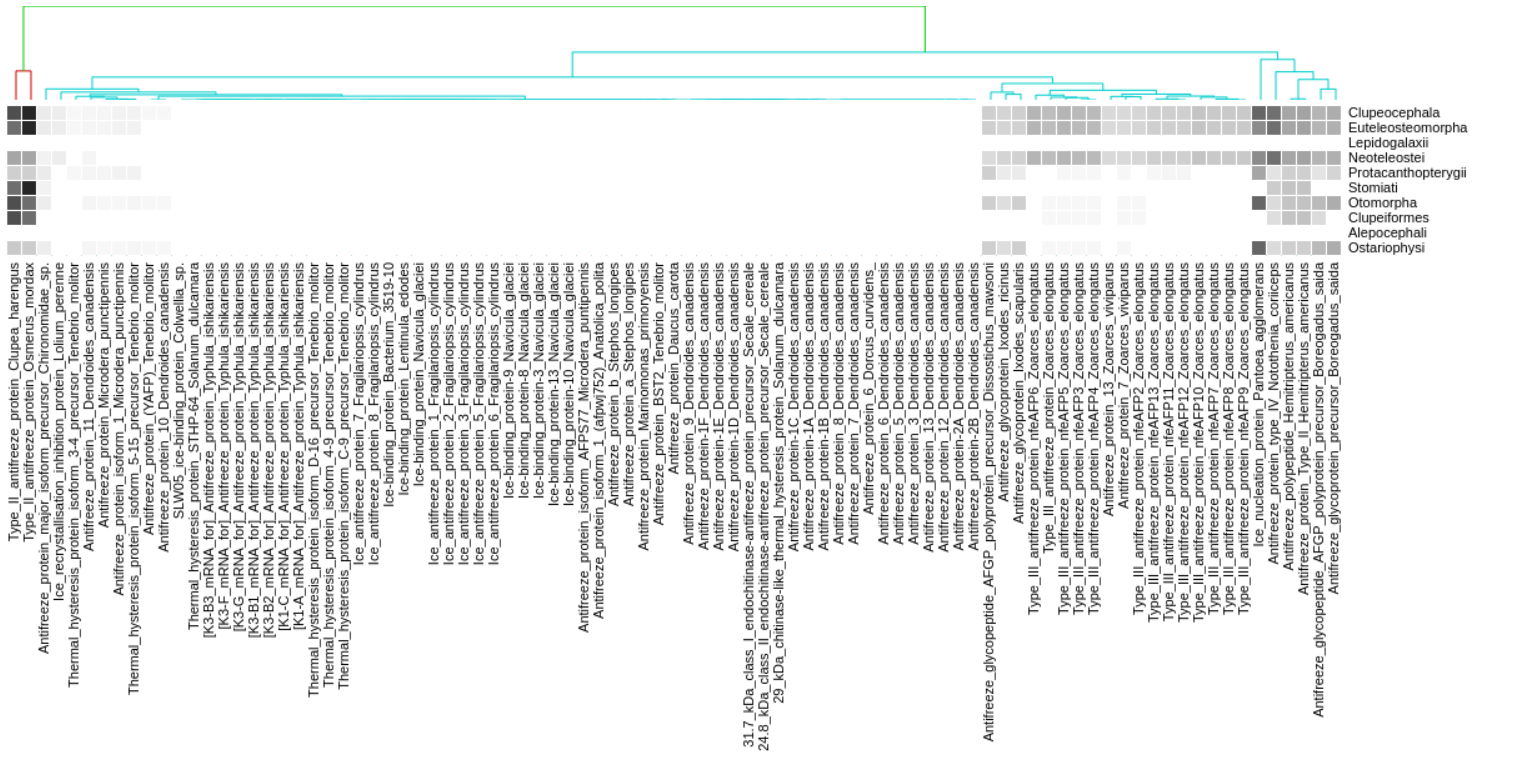 Clupeocephala
Euteleosteomorpha
Lepidogalaxii
Neoteleostei
Protacanthopterygii
Stomiati
Otomorpha
Clupeiformes
Alepocephali
Ostariophysi
Type_II_antifreeze_protein_Clupea_harengus
Type_II_antifreeze_protein_Osmerus_mordax
Antifreeze_protein_major_isoform_precursor_Chironomidae_sp.
Ice_recrystallisation_inhibition_protein_Lolium_perenne
Thermal_hysteresis_protein_isoform_3-4_precursor_Tenebrio_molitor
Antifreeze_protein_11_Dendroides_canadensis
Antifreeze_protein_Microdera_punctipennis
Antifreeze_protein_isoform_1_Microdera_punctipennis
Thermal_hysteresis_protein_isoform_5-15_precursor_Tenebrio_molitor
Antifreeze_protein_(YAFP)_Tenebrio_molitor
Antifreeze_protein_10_Dendroides_canadensis
SLW05_ice-binding_protein_Colwellia_sp.
Thermal_hysteresis_protein_STHP-64_Solanum_dulcamara
[K3-B3_mRNA_for]_Antifreeze_protein_Typhula_ishikariensis
[K3-F_mRNA_for]_Antifreeze_protein_Typhula_ishikariensis
[K3-G_mRNA_for]_Antifreeze_protein_Typhula_ishikariensis
[K3-B1_mRNA_for]_Antifreeze_protein_Typhula_ishikariensis
[K3-B2_mRNA_for]_Antifreeze_protein_Typhula_ishikariensis
[K1-C_mRNA_for]_Antifreeze_protein_Typhula_ishikariensis
[K1-A_mRNA_for]_Antifreeze_protein_Typhula_ishikariensis
Thermal_hysteresis_protein_isoform_D-16_precursor_Tenebrio_molitor
Thermal_hysteresis_protein_isoform_4-9_precursor_Tenebrio_molitor
Thermal_hysteresis_protein_isoform_C-9_precursor_Tenebrio_molitor
Ice_antifreeze_protein_7_Fragilariopsis_cylindrus
Ice_antifreeze_protein_8_Fragilariopsis_cylindrus
Ice-binding_protein_Bacterium_3519-10
Ice-binding_protein_Lentinula_edodes
Ice-binding_protein_Navicula_glaciei
Ice_antifreeze_protein_1_Fragilariopsis_cylindrus
Ice_antifreeze_protein_2_Fragilariopsis_cylindrus
Ice_antifreeze_protein_3_Fragilariopsis_cylindrus
Ice_antifreeze_protein_5_Fragilariopsis_cylindrus
Ice_antifreeze_protein_6_Fragilariopsis_cylindrus
Ice-binding_protein-9_Navicula_glaciei
Ice-binding_protein-8_Navicula_glaciei
Ice-binding_protein-3_Navicula_glaciei
Ice-binding_protein-13_Navicula_glaciei
Ice-binding_protein-10_Navicula_glaciei
Antifreeze_protein_isoform_AFPS77_Microdera_puntipennis
Antifreeze_protein_isoform_1_(afpwj752)_Anatolica_polita
Antifreeze_protein_b_Stephos_longipes
Antifreeze_protein_a_Stephos_longipes
Antifreeze_protein_Marinomonas_primoryensis
Antifreeze_protein_BST2_Tenebrio_molitor
Antifreeze_protein_Daucus_carota
Antifreeze_protein_9_Dendroides_canadensis
Antifreeze_protein-1F_Dendroides_canadensis
Antifreeze_protein-1E_Dendroides_canadensis
Antifreeze_protein-1D_Dendroides_canadensis
31.7_kDa_class_I_endochitinase-antifreeze_protein_precursor_Secale_cereale
24.8_kDa_class_II_endochitinase-antifreeze_protein_precursor_Secale_cereale
29_kDa_chitinase-like_thermal_hysteresis_protein_Solanum_dulcamara
Antifreeze_protein-1C_Dendroides_canadensis
Antifreeze_protein-1A_Dendroides_canadensis
Antifreeze_protein-1B_Dendroides_canadensis
Antifreeze_protein_8_Dendroides_canadensis
Antifreeze_protein_7_Dendroides_canadensis
Antifreeze_protein_6_Dorcus_curvidens_
Antifreeze_protein_6_Dendroides_canadensis
Antifreeze_protein_5_Dendroides_canadensis
Antifreeze_protein_3_Dendroides_canadensis
Antifreeze_protein_13_Dendroides_canadensis
Antifreeze_protein_12_Dendroides_canadensis
Antifreeze_protein-2A_Dendroides_canadensis
Antifreeze_protein-2B_Dendroides_canadensis
Antifreeze_glycopeptide_AFGP_polyprotein_precursor_Dissostichus_mawsoni
Antifreeze_glycoprotein_Ixodes_ricinus
Antifreeze_glycoprotein_Ixodes_scapularis
Type_III_antifreeze_protein_nfeAFP6_Zoarces_elongatus
Type_III_antifreeze_protein_Zoarces_elongatus
Type_III_antifreeze_protein_nfeAFP5_Zoarces_elongatus
Type_III_antifreeze_protein_nfeAFP3_Zoarces_elongatus
Type_III_antifreeze_protein_nfeAFP4_Zoarces_elongatus
Antifreeze_protein_13_Zoarces_viviparus
Antifreeze_protein_7_Zoarces_viviparus
Type_III_antifreeze_protein_nfeAFP2_Zoarces_elongatus
Type_III_antifreeze_protein_nfeAFP13_Zoarces_elongatus
Type_III_antifreeze_protein_nfeAFP11_Zoarces_elongatus
Type_III_antifreeze_protein_nfeAFP12_Zoarces_elongatus
Type_III_antifreeze_protein_nfeAFP10_Zoarces_elongatus
Type_III_antifreeze_protein_nfeAFP7_Zoarces_elongatus
Type_III_antifreeze_protein_nfeAFP8_Zoarces_elongatus
Type_III_antifreeze_protein_nfeAFP9_Zoarces_elongatus
Ice_nucleation_protein_Pantoea_agglomerans
Antifreeze_protein_type_IV_Notothenia_coriiceps
Antifreeze_polypeptide_Hemitripterus_americanus
Antifreeze_protein_Type_II_Hemitripterus_americanus
Antifreeze_glycopeptide_AFGP_polyprotein_precursor_Boreogadus_saida
Antifreeze_glycoprotein_precursor_Boreogadus_saida